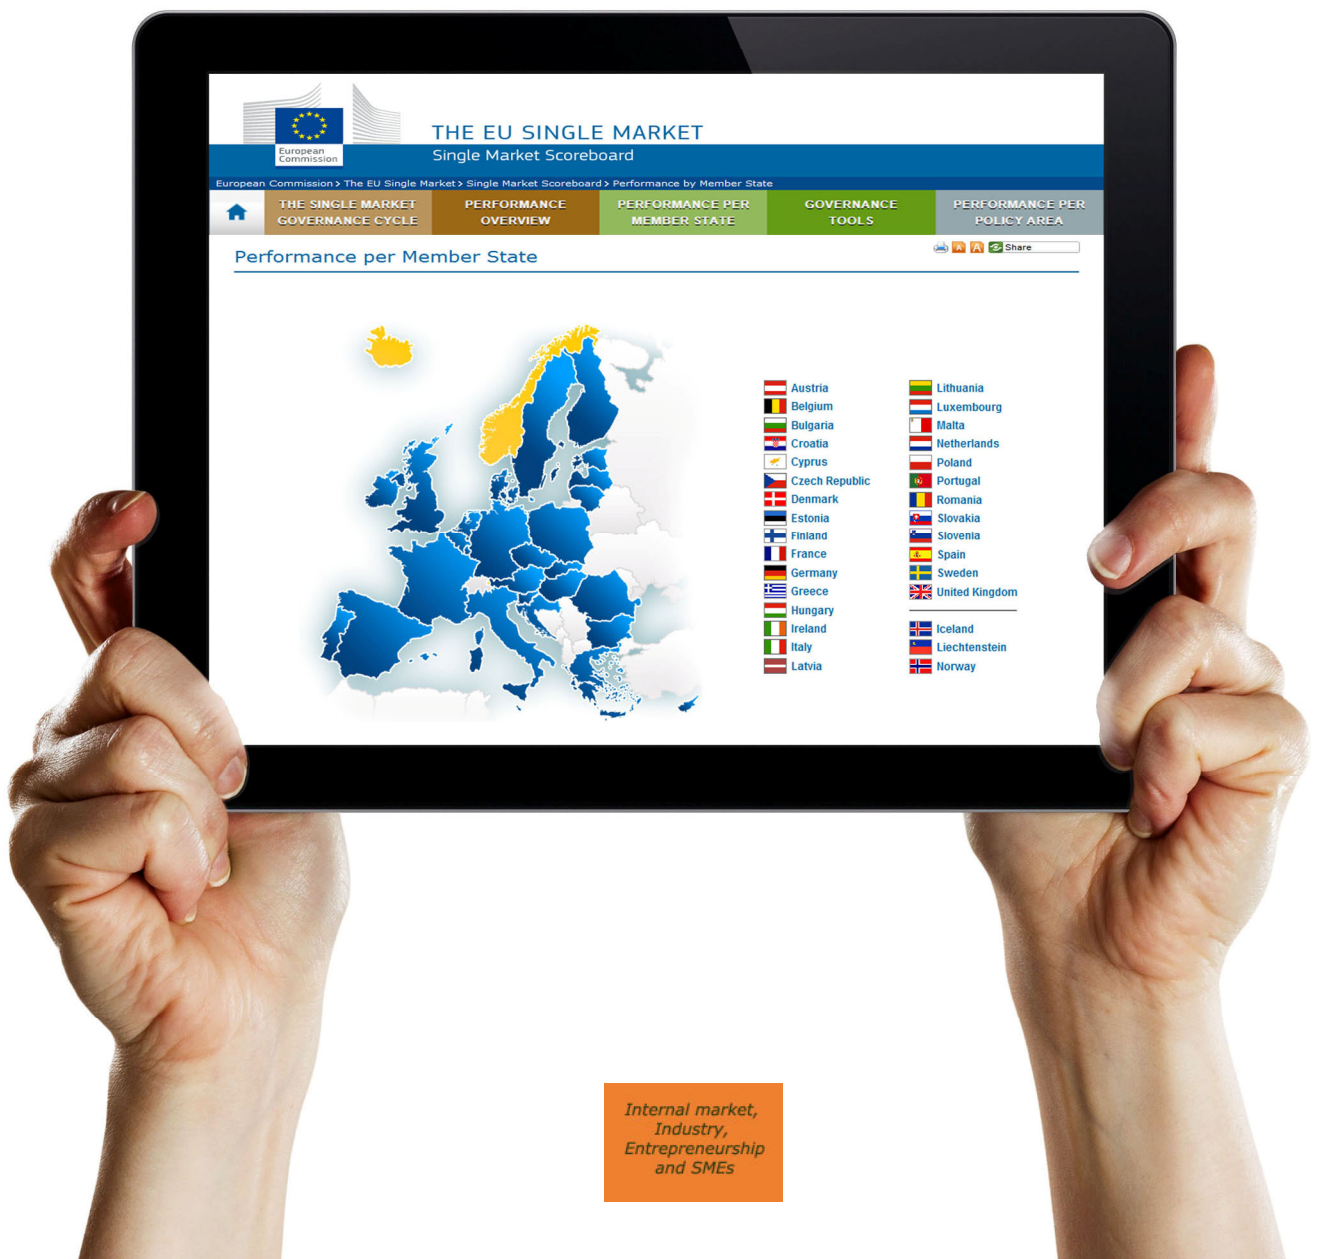 European
Commission
THE EU SINGLE MARKET
Single Market Scoreboard
European Commission > The EU Single Market > Single Market Scoreboard > Performance by Member State
THE SINGLE MARKET
GOVERNANCE CYCLE
PERFORMANCE
OVERVIEW
PERFORMANCE PER
MEMBER STATE
GOVERNANCE
TOOLS
PERFORMANCE PER
POLICY AREA
A
A
Share
Performance per Member State
Austria
Belgium
Bulgaria
Croatia
Cyprus
Czech Republic
Denmark
Estonia
Finland
France
Germany
Greece
Hungary
Ireland
Italy
Latvia
Lithuania
Luxembourg
Malta
Netherlands
Poland
Portugal
Romania
Slovakia
Slovenia
Spain
Sweden
United Kingdom
Iceland
Liechtenstein
Norway
Internal market,
Industry,
Entrepreneurship
and SMEs